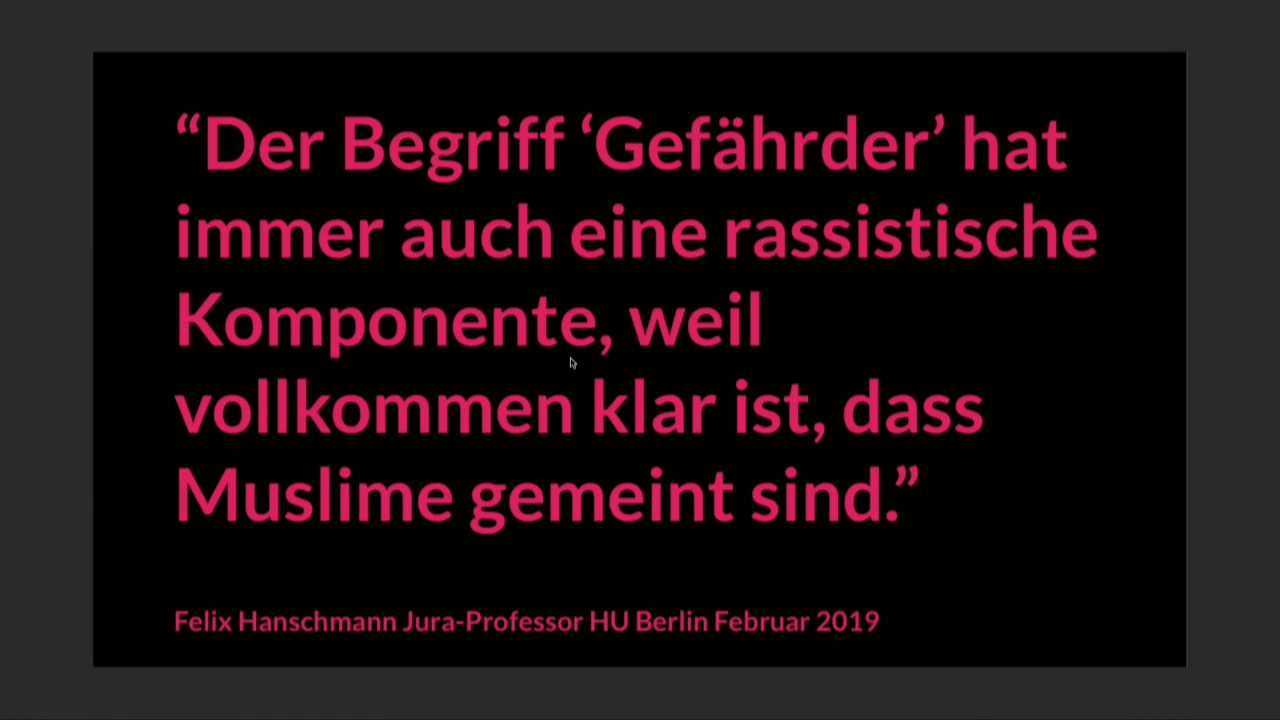 “Der Begriff ‘Gefährder’ hat
immer auch eine rassistische
Komponente, weil
vollkommen klar ist, dass
Muslime gemeint sind.”
Felix Hanschmann Jura-Professor HU Berlin Februar 2019